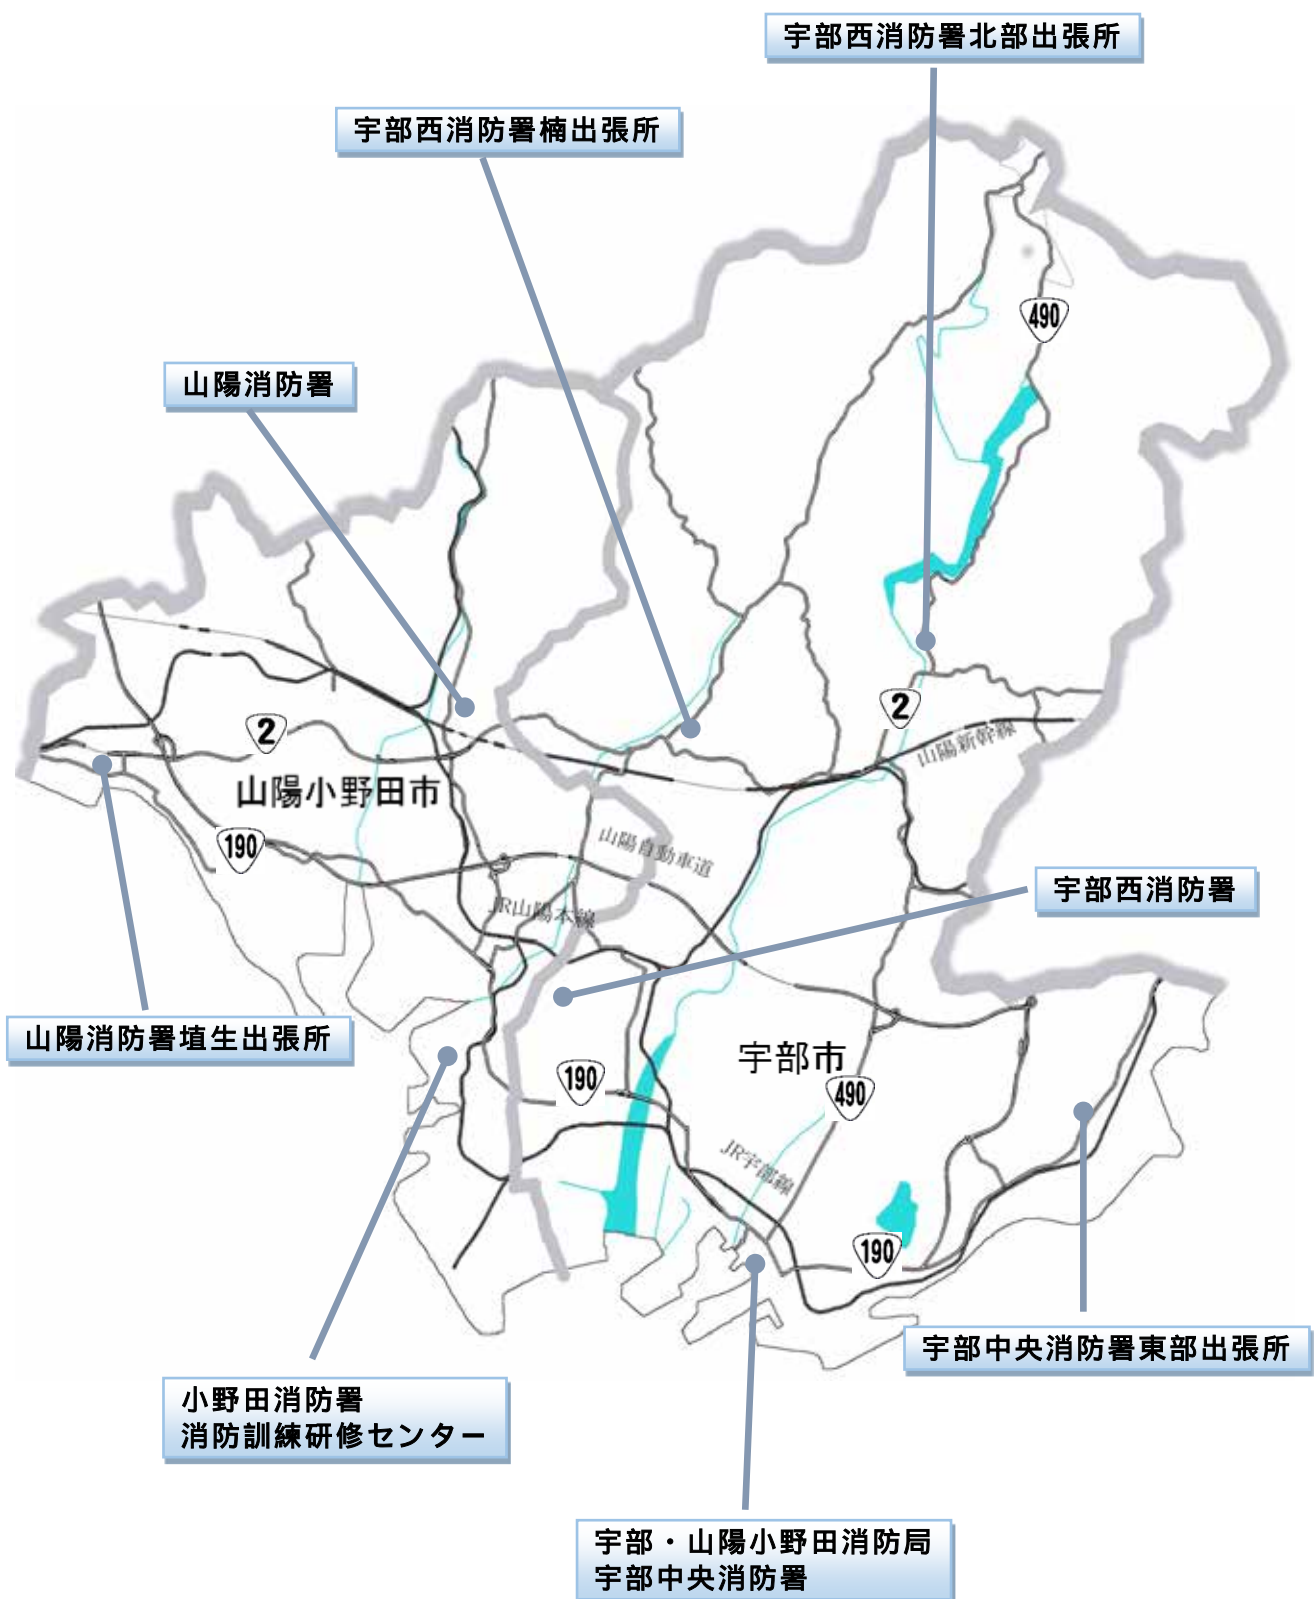 宇部西消防署北部出張所
宇部西消防署楠出張所
490
山陽消防署
2
2
山陽新幹線
山陽小野田市
190
山陽自動車道
宇部西消防署
JR山陽本線
山陽消防署埴生出張所
宇部市
190
490
JR宇部線
190
宇部中央消防署東部出張所
小野田消防署
消防訓練研修センター
宇部・山陽小野田消防局
宇部中央消防署